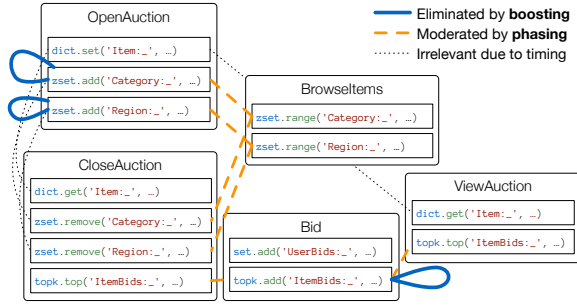 OpenAuction
dict.set('Item:_', …)
zset.add('Category:_', …)
zset.add('Region:_', …)
Eliminated by boosting
Moderated by phasing
Irrelevant due to timing
BrowseItems
zset.range('Category:_', …)
zset.range('Region:_', …)
CloseAuction
dict.get('Item:_', …)
zset.remove('Category:_', …)
zset.remove('Region:_', …)
topk.top('ItemBids:_', …)
Bid
set.add('UserBids:_', …)
topk.add('ItemBids:_', …)
ViewAuction
dict.get('Item:_', …)
topk.top('ItemBids:_', …)